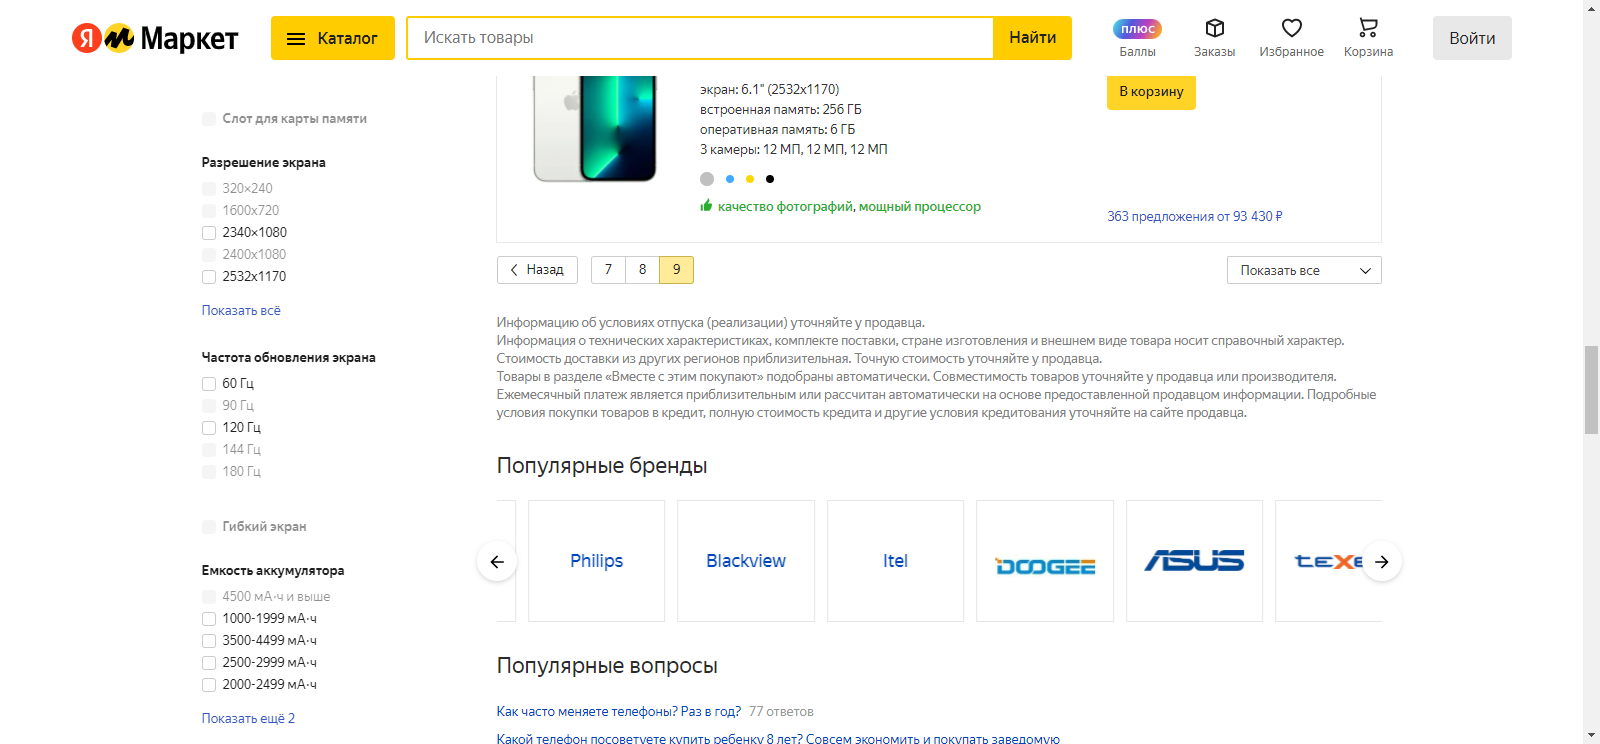 Я М Маркет
Каталог
Искать товары
Найти
плюс
Баллы
Заказы
Избранное
Корзина
Войти
Слот для карты памяти
Разрешение экрана
320×240
1600x720
2340×1080
2400x1080
2532x1170
Показать всё
Частота обновления экрана
60 Гц
90 Гц
120 Гц
144 Гц
180 Гц
Гибкий экран
Емкость аккумулятора
4500 мА·ч и выше
1000-1999 мА·ч
3500-4499 мА·ч
2500-2999 мА·ч
2000-2499 мА·ч
Показать ещё 2
экран: 6.1" (2532x1170)
встроенная память: 256 ГБ
оперативная память: 6 ГБ
3 камеры: 12 МП, 12 МП, 12 МП
качество фотографий, мощный процессор
В корзину
363 предложения от 93 430 ₽
Назад
7
8
9
Показать все
Информацию об условиях отпуска (реализации) уточняйте у продавца.
Информация о технических характеристиках, комплекте поставки, стране изготовления и внешнем виде товара носит справочный характер.
Стоимость доставки из других регионов приблизительная. Точную стоимость уточняйте у продавца.
Товары в разделе «Вместе с этим покупают» подобраны автоматически. Совместимость товаров уточняйте у продавца или производителя.
Ежемесячный платеж является приблизительным или рассчитан автоматически на основе предоставленной продавцом информации. Подробные
условия покупки товаров в кредит, полную стоимость кредита и другие условия кредитования уточняйте на сайте продавца.
Популярные бренды
Philips
Blackview
Itel
DOOGEE
ASUS
texe
Популярные вопросы
Как часто меняете телефоны? Раз в год? 77 ответов
Какой телефон посоветуете купить ребенку 8 лет? Совсем экономить и покупать заведомую